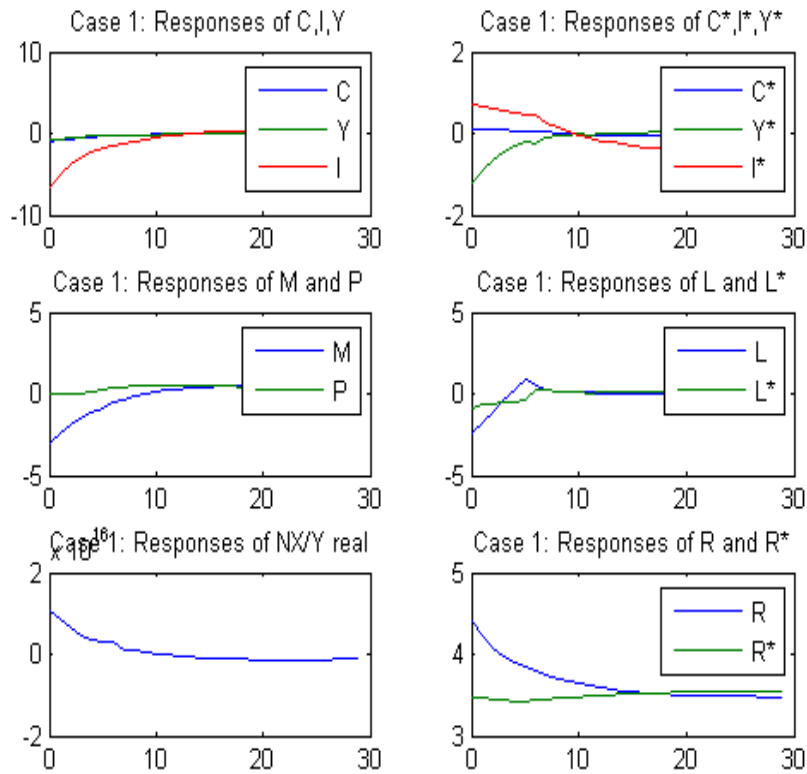 Case 1: Responses of C,I,Y
10
0
-10
0 10 20 30
C
Y
I
Case 1: Responses of C*,I*,Y*
2
0
-2
0 10 20 30
C*
Y*
I*
Case 1: Responses of M and P
5
0
-5
0 10 20 30
M
P
Case 1: Responses of L and L*
5
0
-5
0 10 20 30
L
L*
Case 1: Responses of NX/Y real
x 10^16
2
0
-2
0 10 20 30
Case 1: Responses of R and R*
5
4
3
0 10 20 30
R
R*